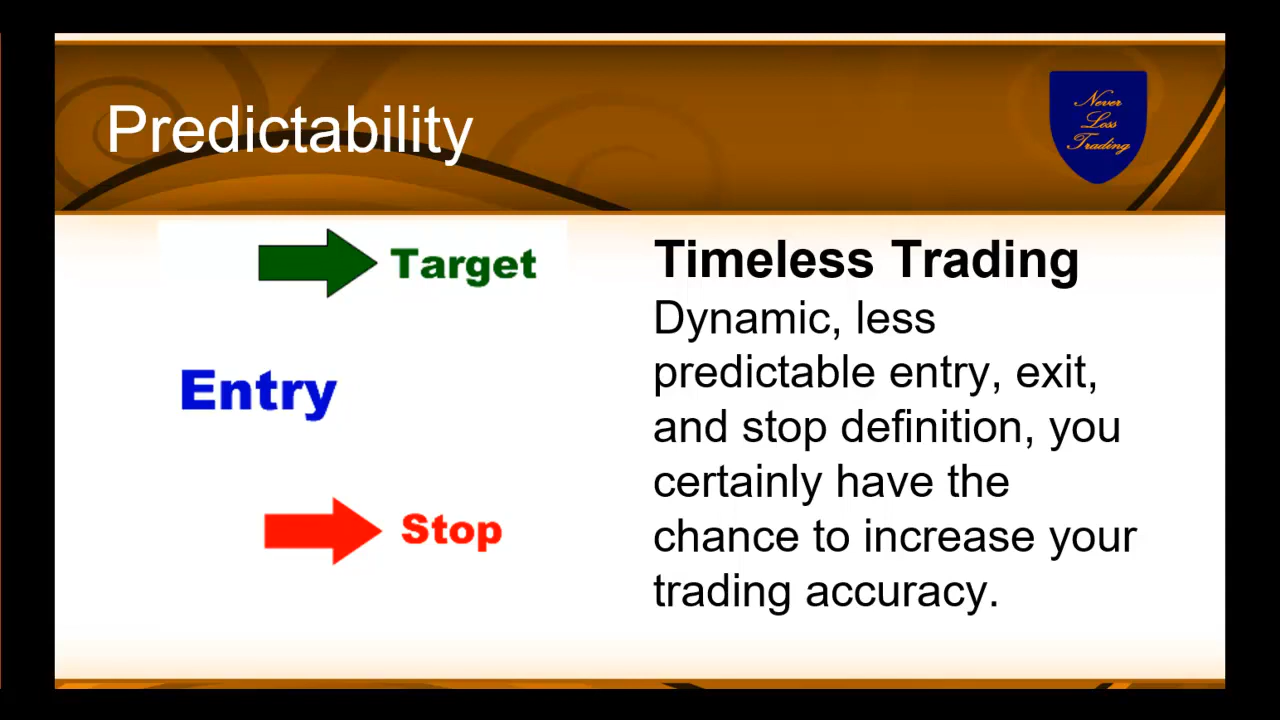 Predictability
Never
Loss
Trading
Target
Entry
Stop
Timeless Trading
Dynamic, less
predictable entry, exit,
and stop definition, you
certainly have the
chance to increase your
trading accuracy.